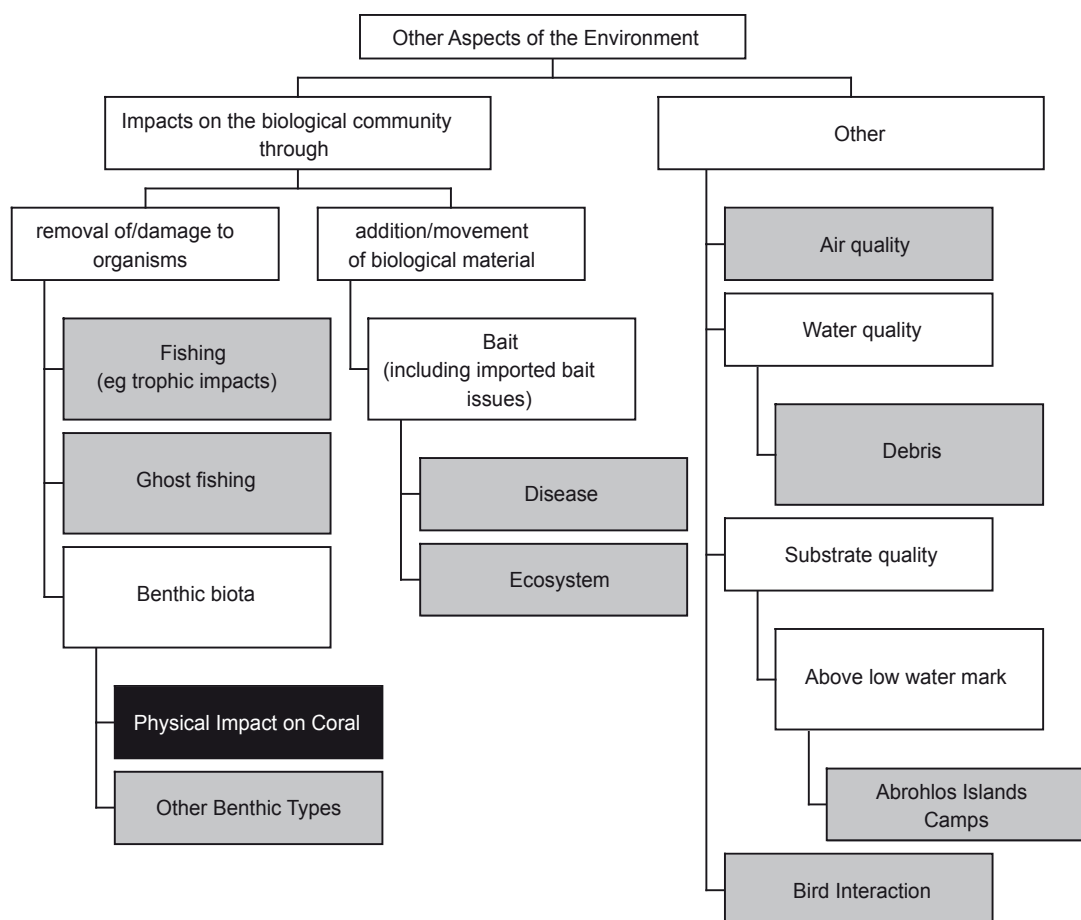 Other Aspects of the Environment
Impacts on the biological community
through
Other
removal of/damage to
organisms
addition/movement
of biological material
Air quality
Fishing
(eg trophic impacts)
Bait
(including imported bait
issues)
Water quality
Ghost fishing
Debris
Disease
Substrate quality
Ecosystem
Benthic biota
Above low water mark
Physical Impact on Coral
Other Benthic Types
Abrohlos Islands
Camps
Bird Interaction